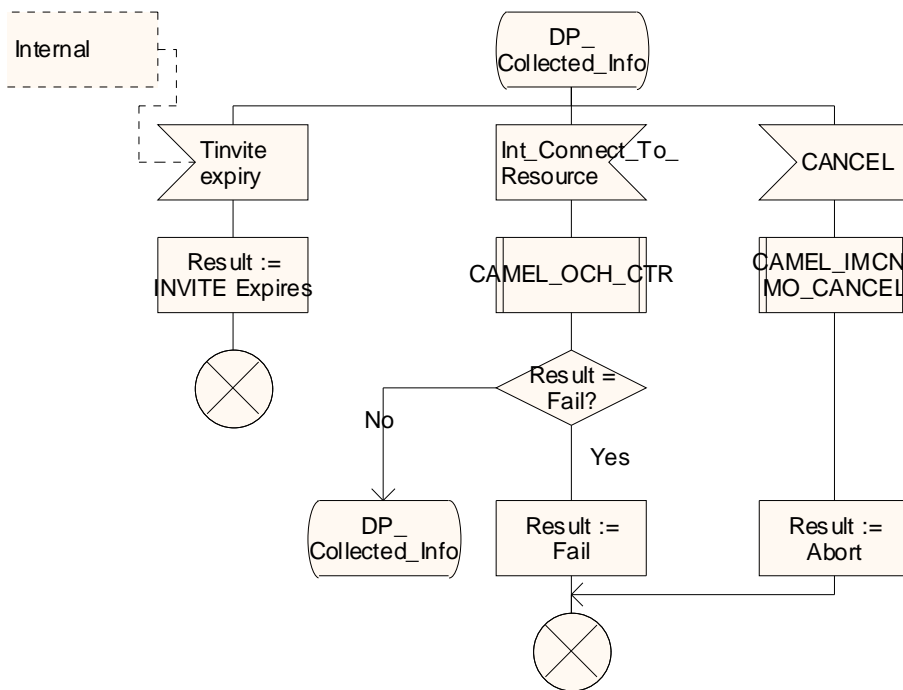 Internal
DP_
Collected_Info
Tinvite
expiry
Int_Connect_To_
Resource
CANCEL
Result :=
INVITE Expires
CAMEL_OCH_CTR
CAMEL_IMCN_
MO_CANCEL
Result =
Fail?
No
Yes
DP_
Collected_Info
Result :=
Fail
Result :=
Abort